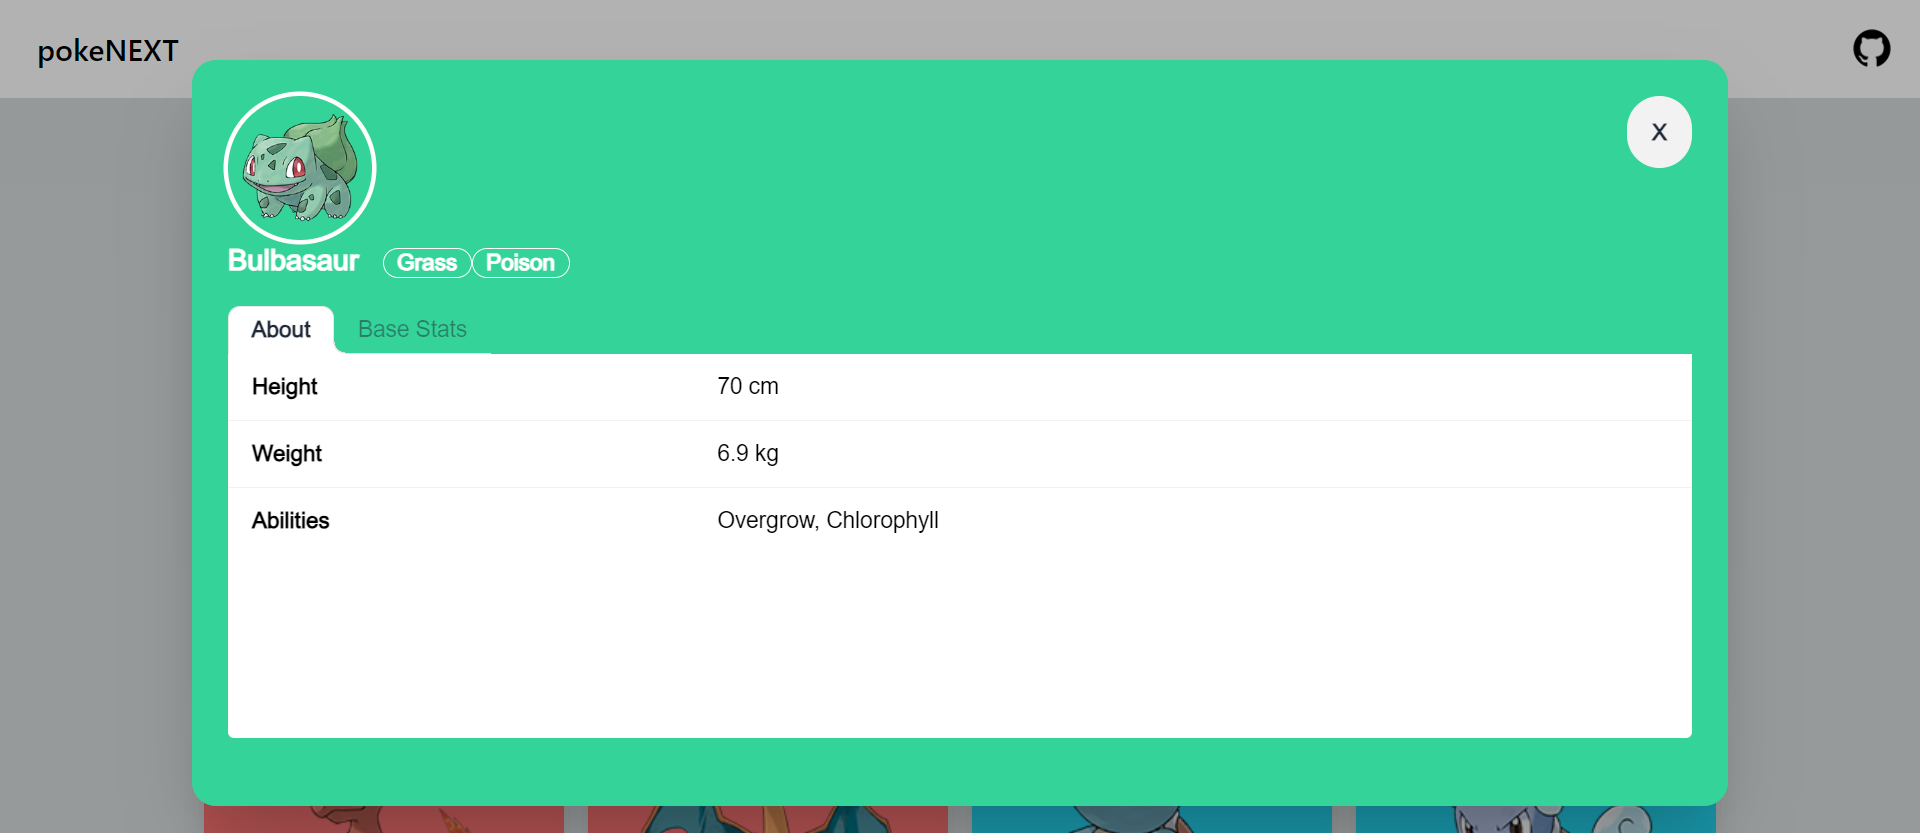 pokeNEXT
X
Bulbasaur Grass Poison
About Base Stats
Height 70 cm
Weight 6.9 kg
Abilities Overgrow, Chlorophyll